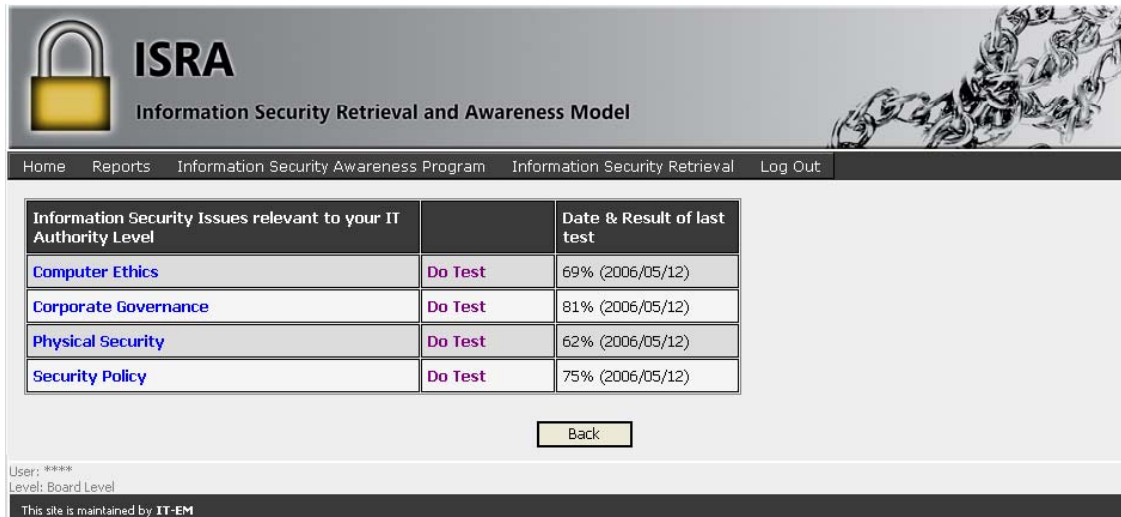 ISRA
Information Security Retrieval and Awareness Model
Home Reports Information Security Awareness Program Information Security Retrieval Log Out
Information Security Issues relevant to your IT
Authority Level
Date & Result of last
test
Computer Ethics Do Test 69% (2006/05/12)
Corporate Governance Do Test 81% (2006/05/12)
Physical Security Do Test 62% (2006/05/12)
Security Policy Do Test 75% (2006/05/12)
Back
User: ****
Level: Board Level
This site is maintained by IT-EM